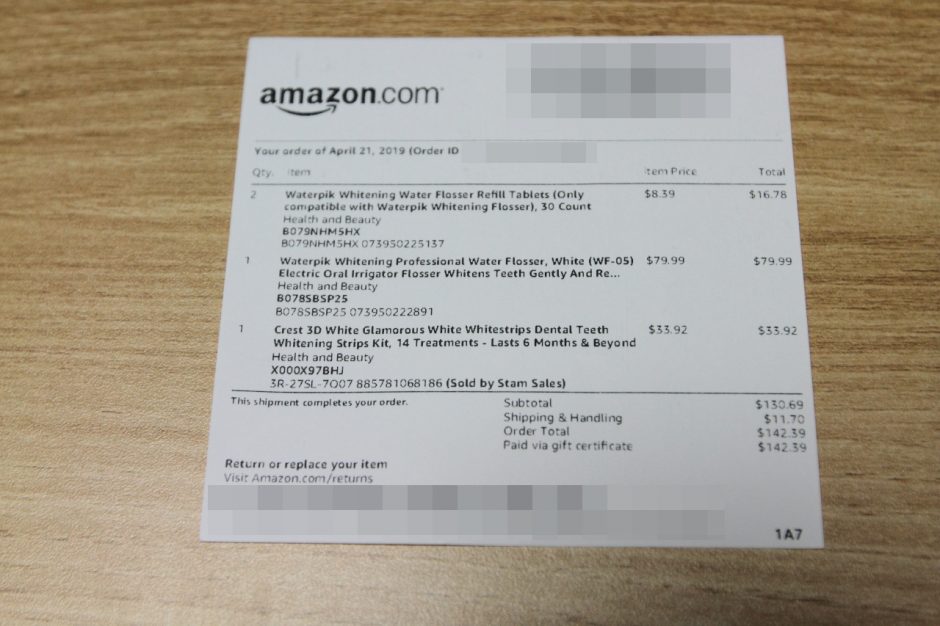 amazon.com
Your order of April 21, 2019 (Order ID
Qty. Item Item Price Total
2 Waterpik Whitening Water Flosser Refill Tablets (Only $8.39 $16.78
compatible with Waterpik Whitening Flosser), 30 Count
Health and Beauty
B079NHM5HX
B079NHM5HX 073950225137
1 Waterpik Whitening Professional Water Flosser, White (WF-05) $79.99 $79.99
Electric Oral Irrigator Flosser Whitens Teeth Gently And Re...
Health and Beauty
B078SBSP25
B078SBSP25 073950222891
1 Crest 3D White Glamorous White Whitestrips Dental Teeth $33.92 $33.92
Whitening Strips Kit, 14 Treatments - Lasts 6 Months & Beyond
Health and Beauty
X000X97BHJ
3R-27SL-7Q07 885781068186 (Sold by Stam Sales)
This shipment completes your order. Subtotal $130.69
Shipping & Handling $11.70
Order Total $142.39
Paid via gift certificate $142.39
Return or replace your item
Visit Amazon.com/returns
1A7